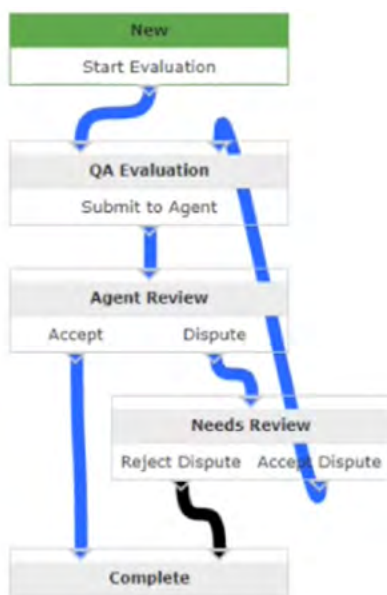 New
Start Evaluation
QA Evaluation
Submit to Agent
Agent Review
Accept Dispute
Needs Review
Reject Dispute Accept Dispute
Complete